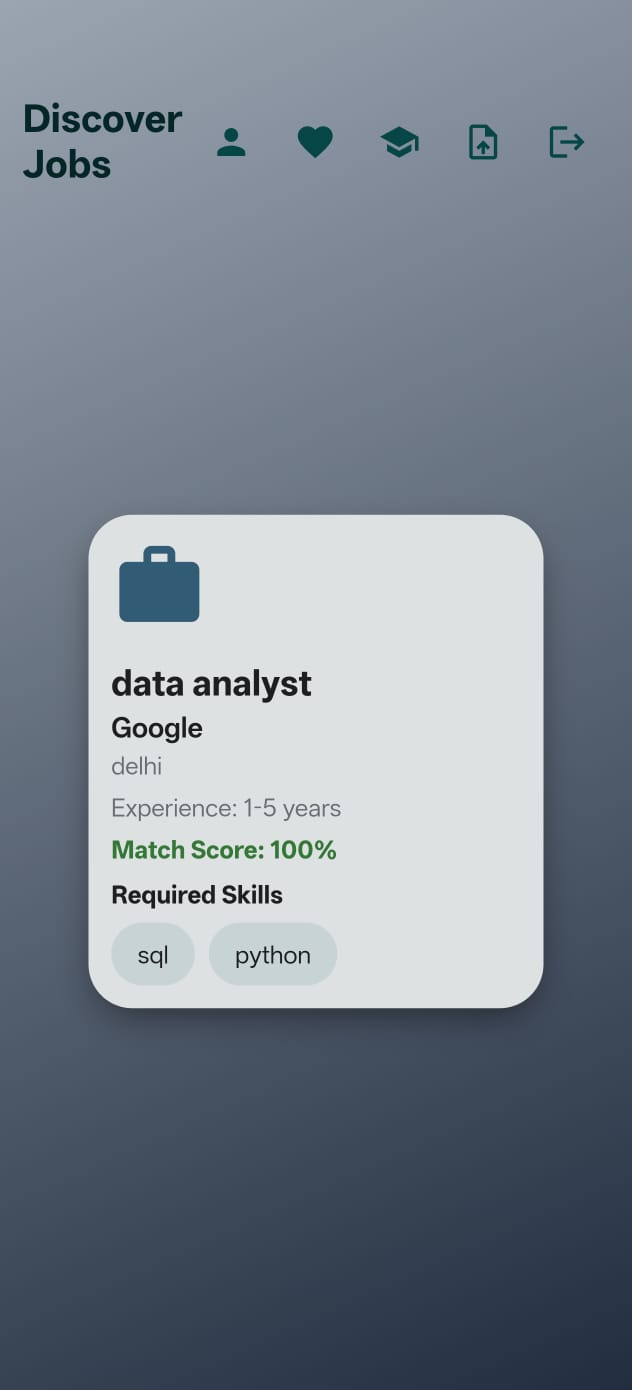 Discover
Jobs
data analyst
Google
delhi
Experience: 1-5 years
Match Score: 100%
Required Skills
sql
python